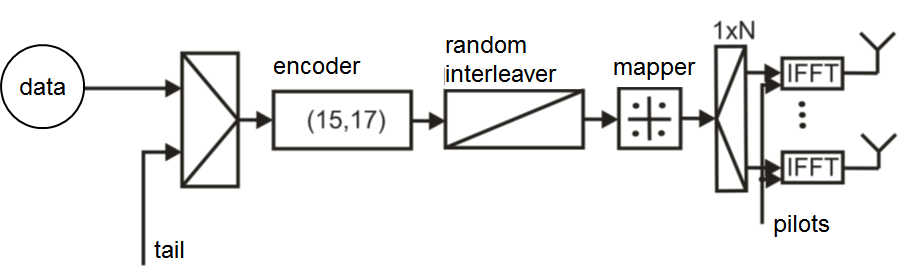 data
tail
encoder
(15,17)
random
interleaver
mapper
1xN
IFFT
IFFT
pilots